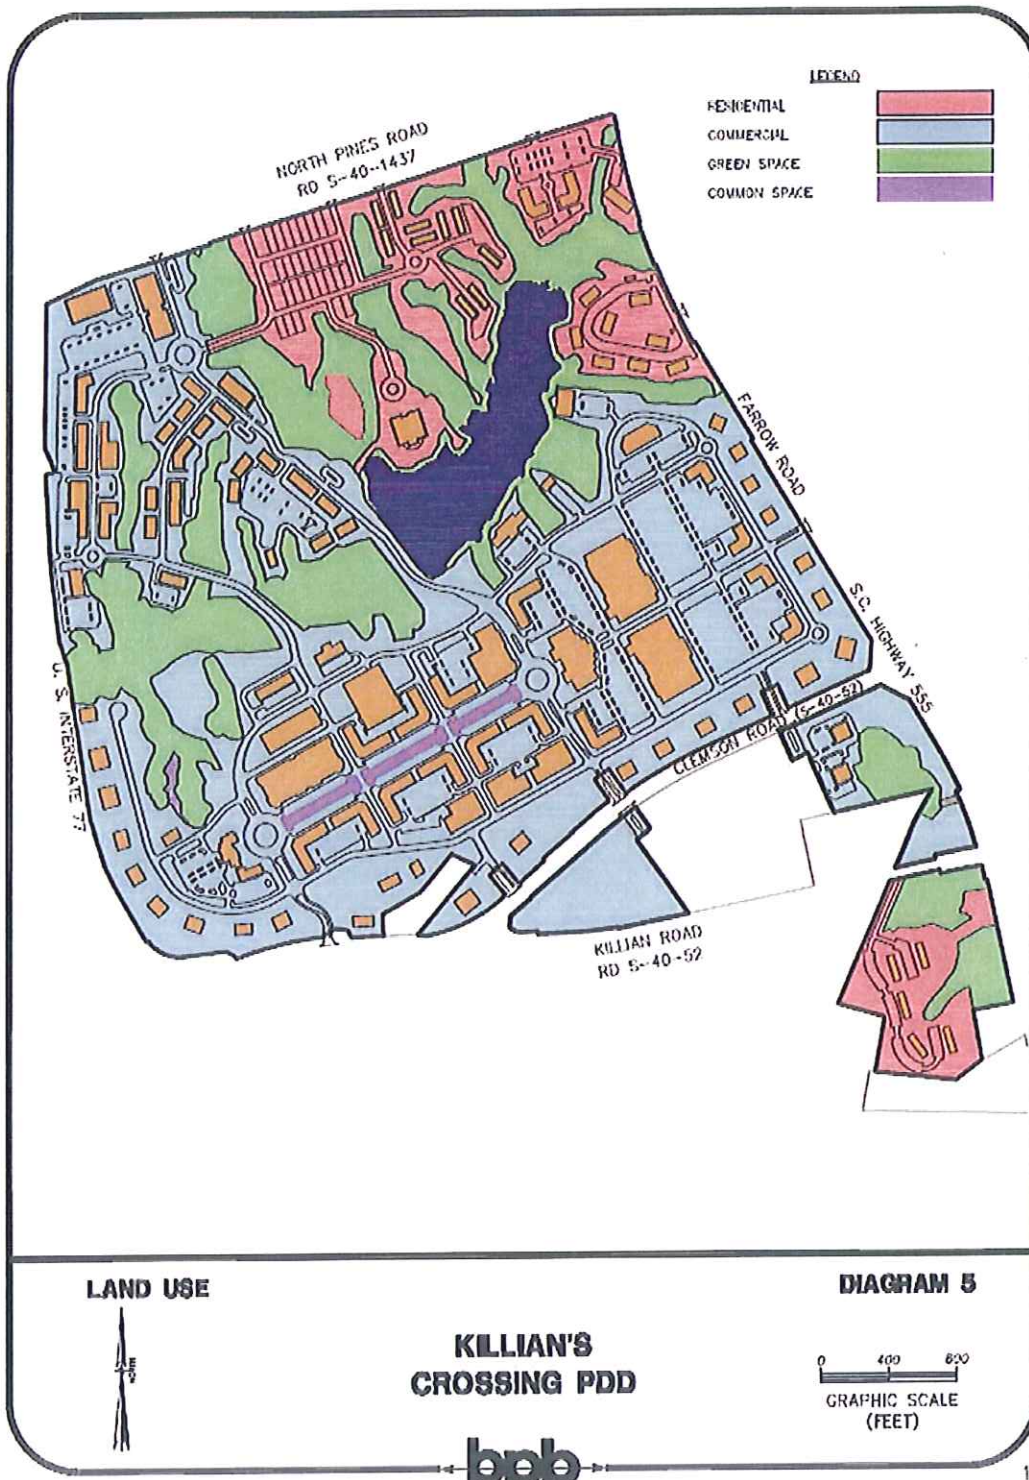 LEGEND
RESIDENTIAL
COMMERCIAL
GREEN SPACE
COMMON SPACE
NORTH PINES ROAD
RD S-40-1437
FARROW ROAD
S.C. HIGHWAY 555
U. S. INTERSTATE 77
CLEMSON ROAD (S-40-52)
KILLIAN ROAD
RD S-40-52
LAND USE
DIAGRAM 5
KILLIAN'S
CROSSING PDD
0 400 800
GRAPHIC SCALE
(FEET)
bpb